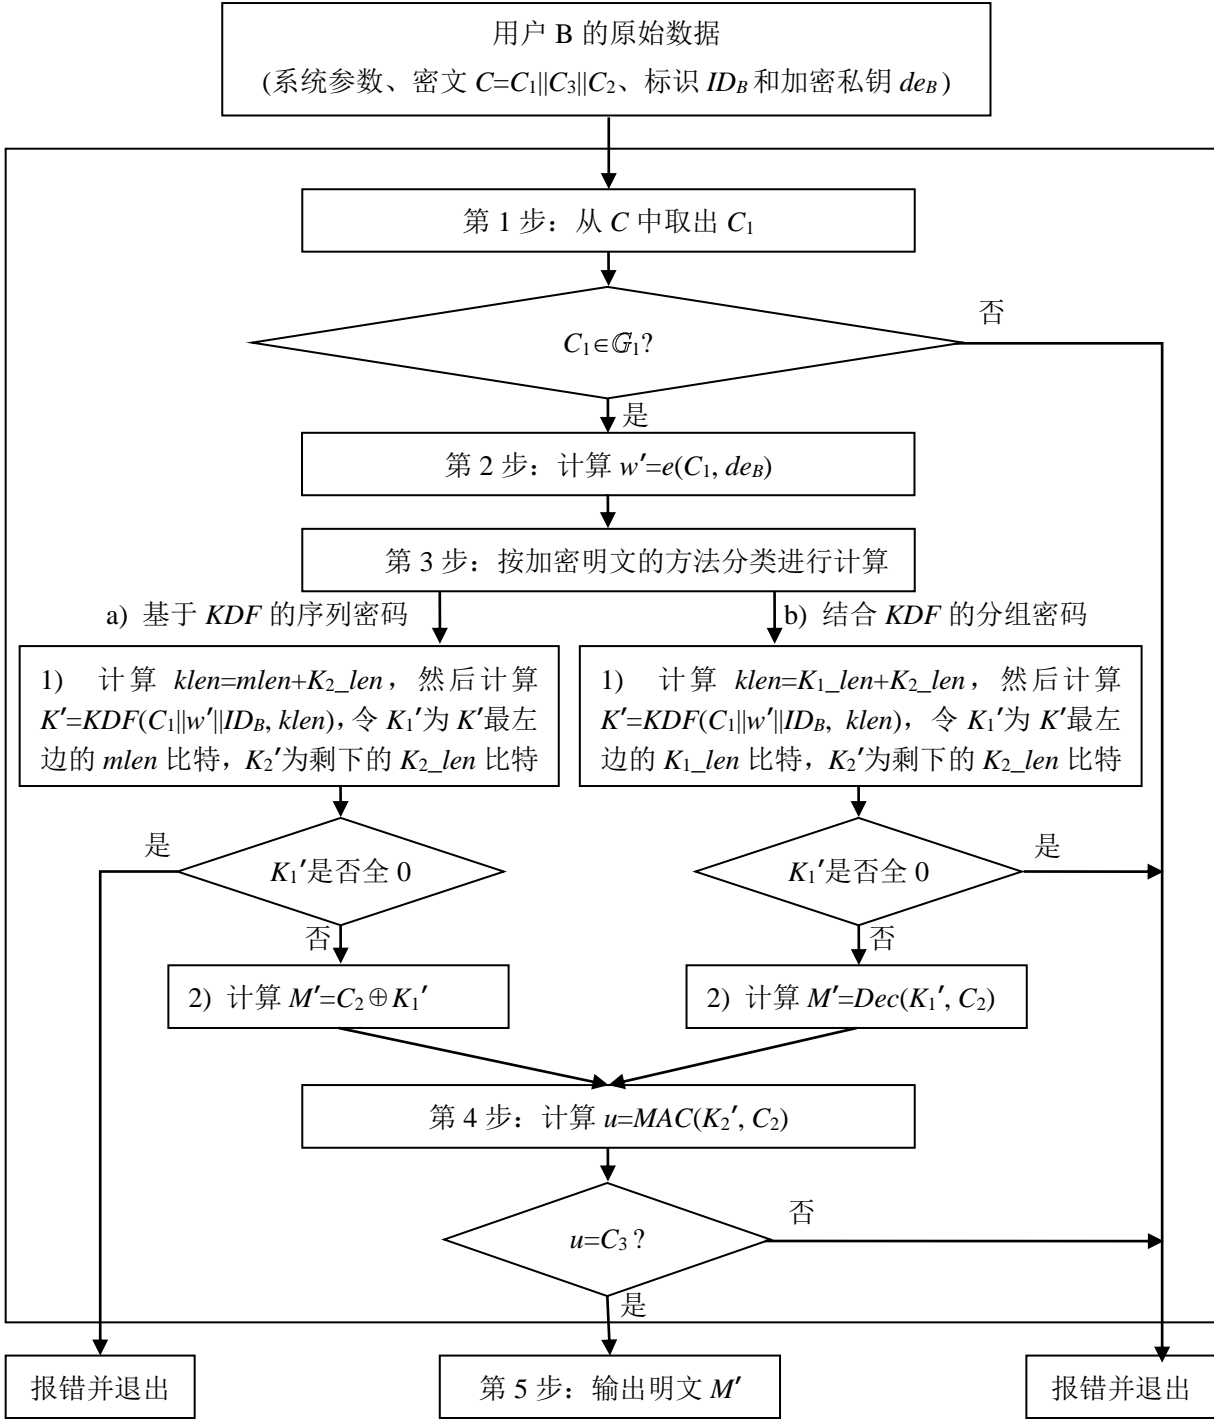 用户 B 的原始数据
(系统参数、密文 C=C₁||C₃||C₂、标识 ID_B 和加密私钥 de_B)
第 1 步：从 C 中取出 C₁
否
C₁∈𝔾₁?
是
第 2 步：计算 w′=e(C₁, de_B)
第 3 步：按加密明文的方法分类进行计算
a) 基于 KDF 的序列密码
b) 结合 KDF 的分组密码
1) 计算 klen=mlen+K₂_len，然后计算
K′=KDF(C₁||w′||ID_B, klen)，令 K₁′为 K′最左
边的 mlen 比特，K₂′为剩下的 K₂_len 比特
1) 计算 klen=K₁_len+K₂_len，然后计算
K′=KDF(C₁||w′||ID_B, klen)，令 K₁′为 K′最左
边的 K₁_len 比特，K₂′为剩下的 K₂_len 比特
是
K₁′是否全 0
否
K₁′是否全 0
是
否
2) 计算 M′=C₂⊕K₁′
2) 计算 M′=Dec(K₁′, C₂)
第 4 步：计算 u=MAC(K₂′, C₂)
u=C₃?
否
是
报错并退出
第 5 步：输出明文 M′
报错并退出